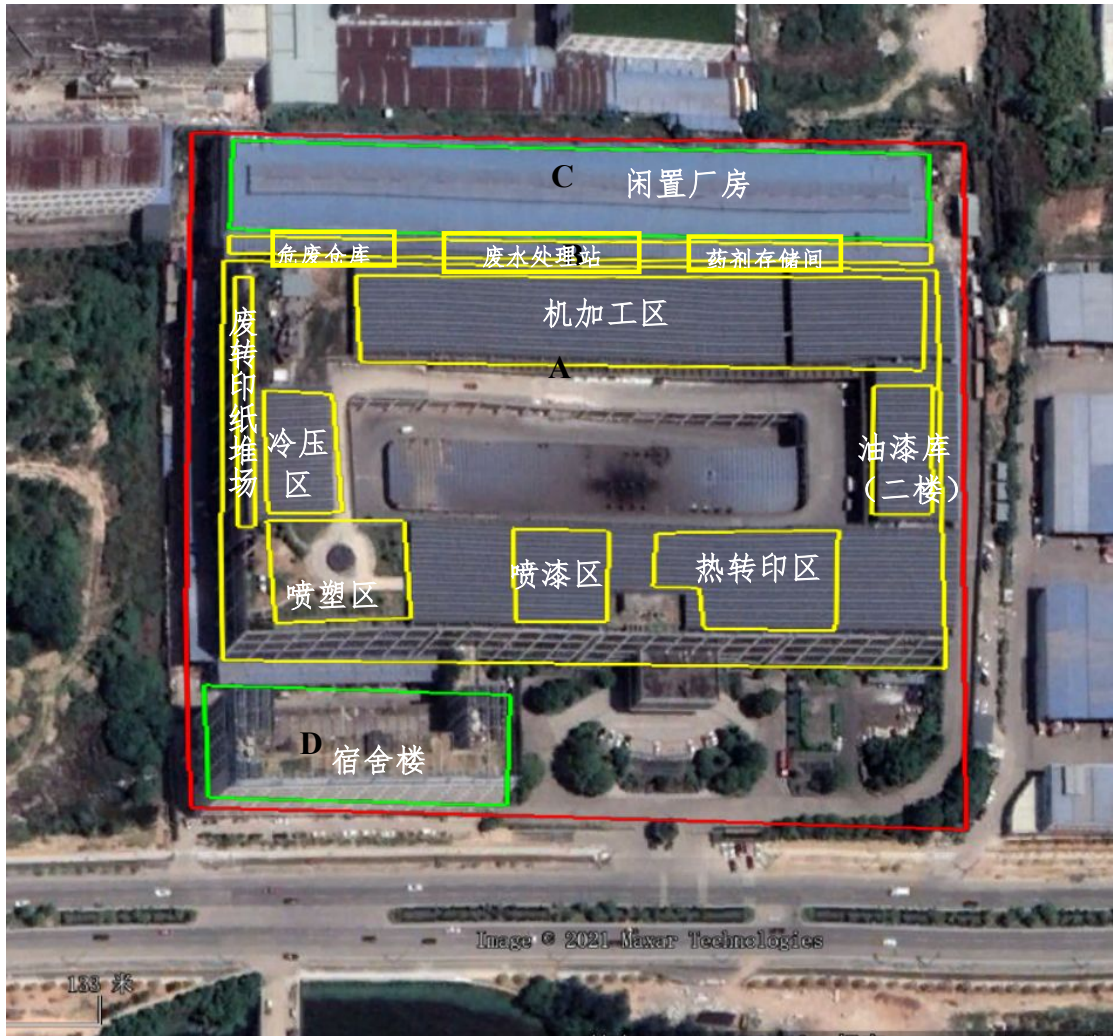 C
闲置厂房
危废仓库
废水处理站
B
药剂存储间
机加工区
A
废转印纸堆场
冷压
区
油漆库
(二楼)
喷塑区
喷漆区
热转印区
D
宿舍楼
Image © 2021 Maxar Technologies
133 米